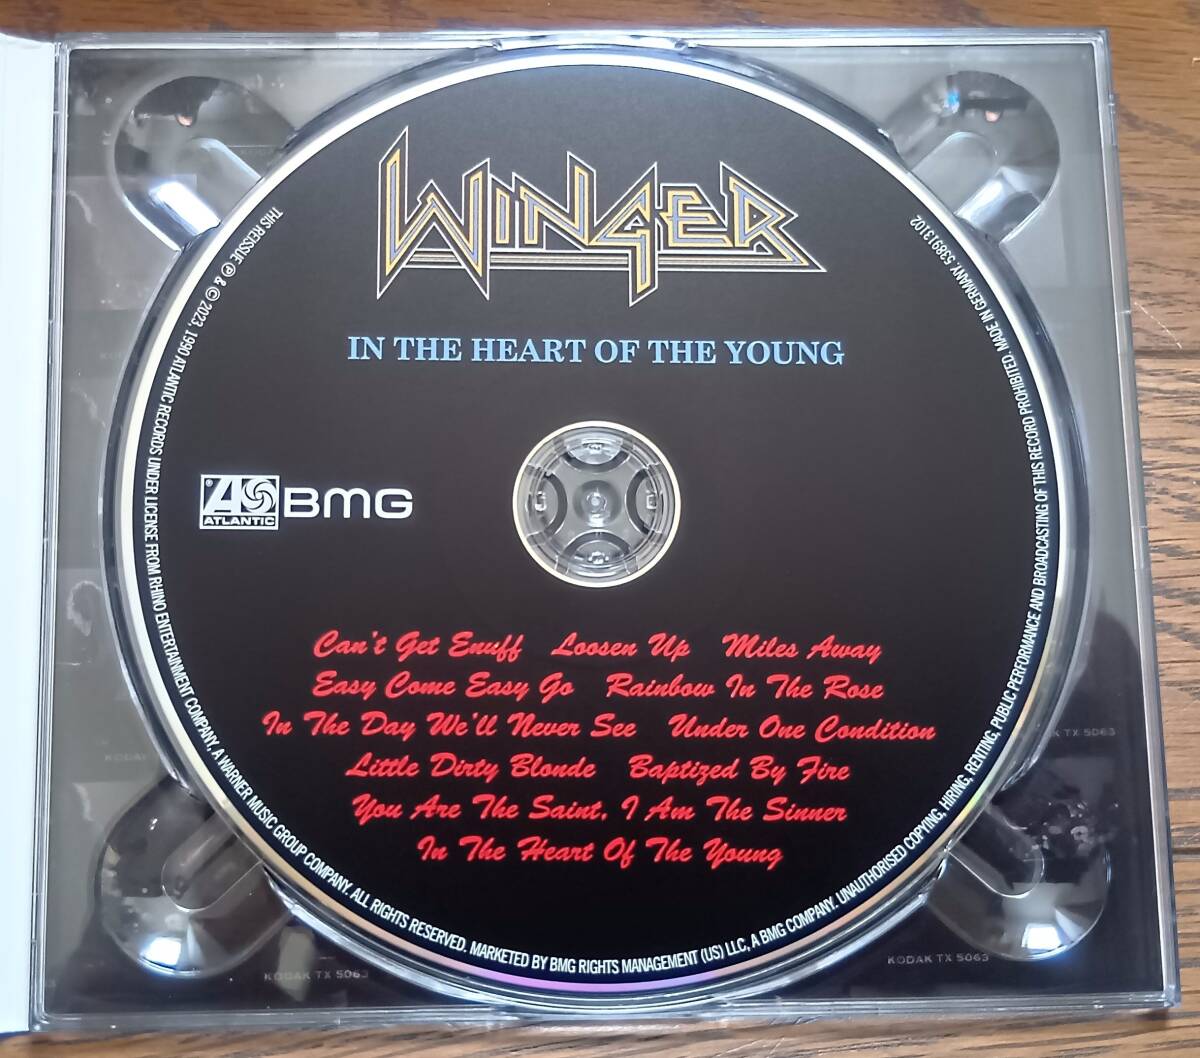 WINGER
IN THE HEART OF THE YOUNG
ATLANTIC
BMG
Can't Get Enuff Loosen Up Miles Away
Easy Come Easy Go Rainbow In The Rose
In The Day We'll Never See Under One Condition
Little Dirty Blonde Baptized By Fire
You Are The Saint, I Am The Sinner
In The Heart Of The Young
THIS REISSUE ℗ & © 2023, 1990 ATLANTIC RECORDS UNDER LICENSE FROM RHINO ENTERTAINMENT COMPANY, A WARNER MUSIC GROUP COMPANY. ALL RIGHTS RESERVED. MARKETED BY BMG RIGHTS MANAGEMENT (US) LLC, A BMG COMPANY. UNAUTHORISED COPYING, HIRING, RENTING, PUBLIC PERFORMANCE AND BROADCASTING OF THIS RECORD PROHIBITED. MADE IN GERMANY. 538913102
KODAK TX 5063
KODAK TX 5063
TX 5063